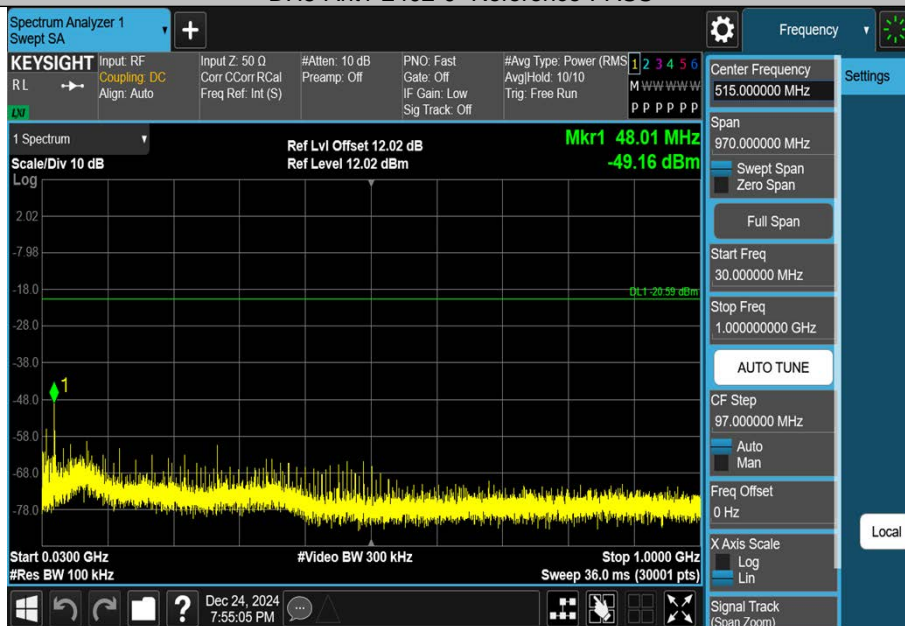 Spectrum Analyzer 1
Swept SA
Frequency
KEYSIGHT
RL
LXI
Input: RF
Coupling: DC
Align: Auto
Input Z: 50 Ω
Corr CCorr RCal
Freq Ref: Int (S)
#Atten: 10 dB
Preamp: Off
PNO: Fast
Gate: Off
IF Gain: Low
Sig Track: Off
#Avg Type: Power (RMS
Avg|Hold: 10/10
Trig: Free Run
1 2 3 4 5 6
M W W W W W
P P P P P P
Center Frequency
515.000000 MHz
Settings
1 Spectrum
Scale/Div 10 dB
Ref Lvl Offset 12.02 dB
Ref Level 12.02 dBm
Mkr1 48.01 MHz
-49.16 dBm
Span
970.000000 MHz
Swept Span
Zero Span
Full Span
Start Freq
30.000000 MHz
Stop Freq
1.000000000 GHz
AUTO TUNE
CF Step
97.000000 MHz
Auto
Man
Freq Offset
0 Hz
X Axis Scale
Log
Lin
Signal Track
(Span Zoom)
Local
Log
2.02
-7.98
-18.0
DL1 -20.59 dBm
-28.0
-38.0
1
-48.0
-58.0
-68.0
-78.0
Start 0.0300 GHz
#Video BW 300 kHz
Stop 1.0000 GHz
#Res BW 100 kHz
Sweep 36.0 ms (30001 pts)
?
Dec 24, 2024
7:55:05 PM